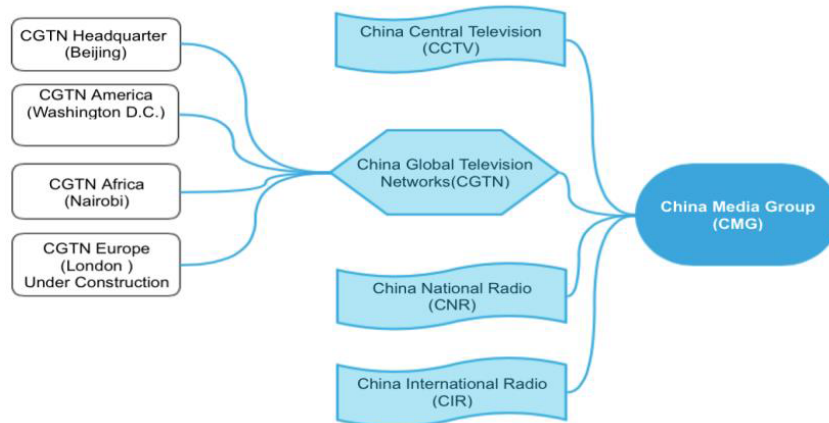 CGTN Headquarter
(Beijing)
CGTN America
(Washington D.C.)
CGTN Africa
(Nairobi)
CGTN Europe
(London )
Under Construction
China Central Television
(CCTV)
China Global Television
Networks(CGTN)
China National Radio
(CNR)
China International Radio
(CIR)
China Media Group
(CMG)